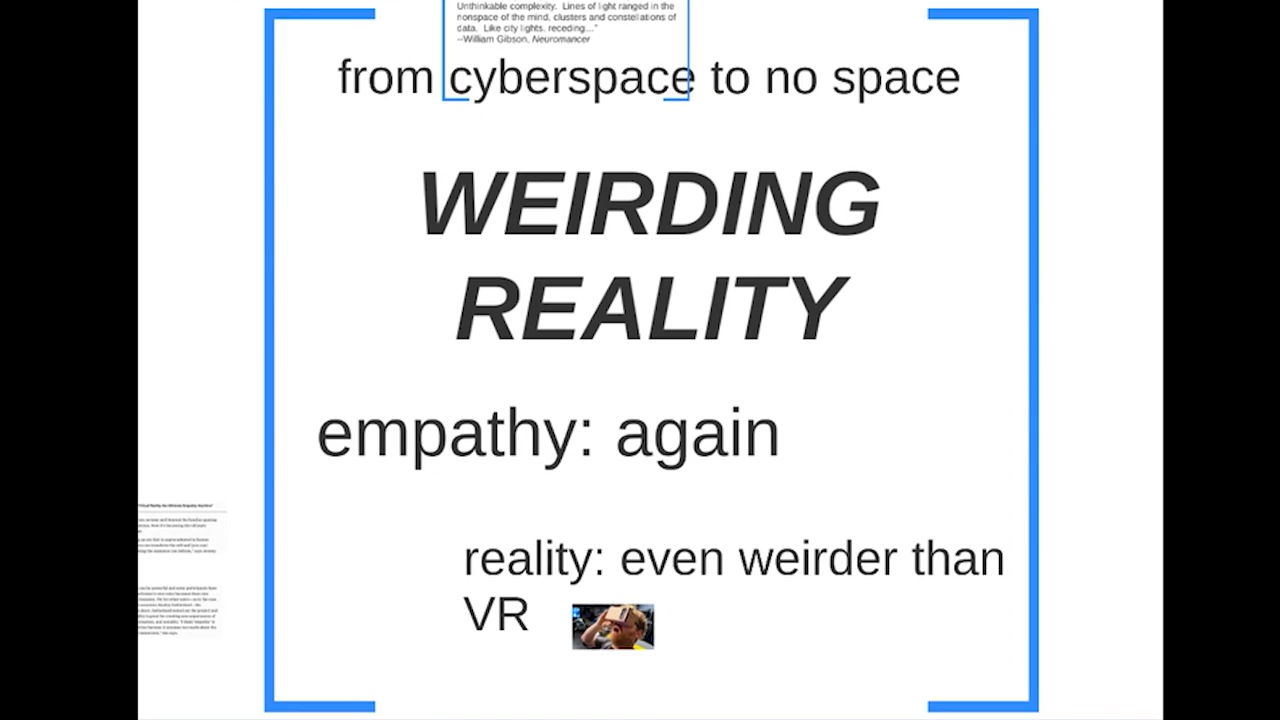 Unthinkable complexity. Lines of light ranged in the
nonspace of the mind, clusters and constellations of
data. Like city lights, receding…"
--William Gibson, Neuromancer
from cyberspace to no space
WEIRDING
REALITY
empathy: again
reality: even weirder than
VR